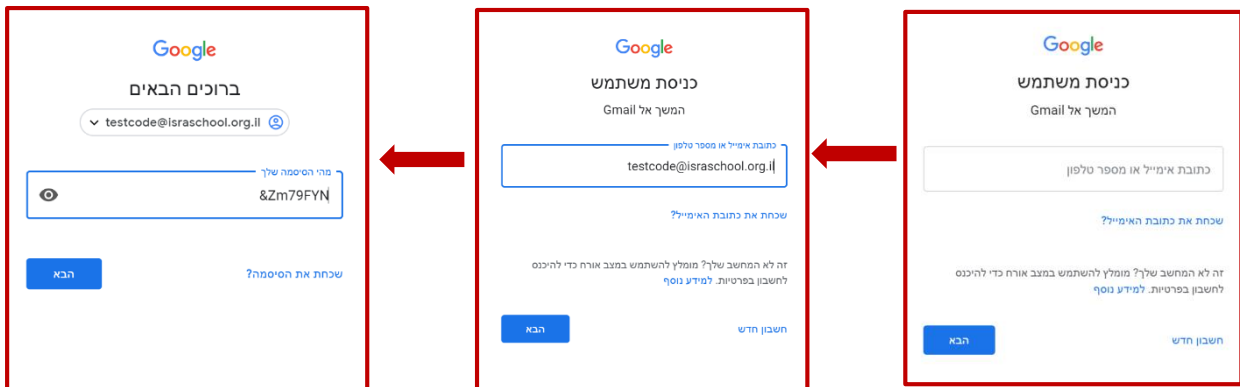 Google
כניסת משתמש
המשך אל Gmail
כתובת אימייל או מספר טלפון
שכחת את כתובת האימייל?
זה לא המחשב שלך? מומלץ להשתמש במצב אורח כדי להיכנס
לחשבון בפרטיות. למידע נוסף
חשבון חדש
הבא
Google
כניסת משתמש
המשך אל Gmail
כתובת אימייל או מספר טלפון
testcode@israschool.org.il
שכחת את כתובת האימייל?
זה לא המחשב שלך? מומלץ להשתמש במצב אורח כדי להיכנס
לחשבון בפרטיות. למידע נוסף
חשבון חדש
הבא
Google
ברוכים הבאים
testcode@israschool.org.il
מהי הסיסמה שלך
&Zm79FYN
שכחת את הסיסמה?
הבא